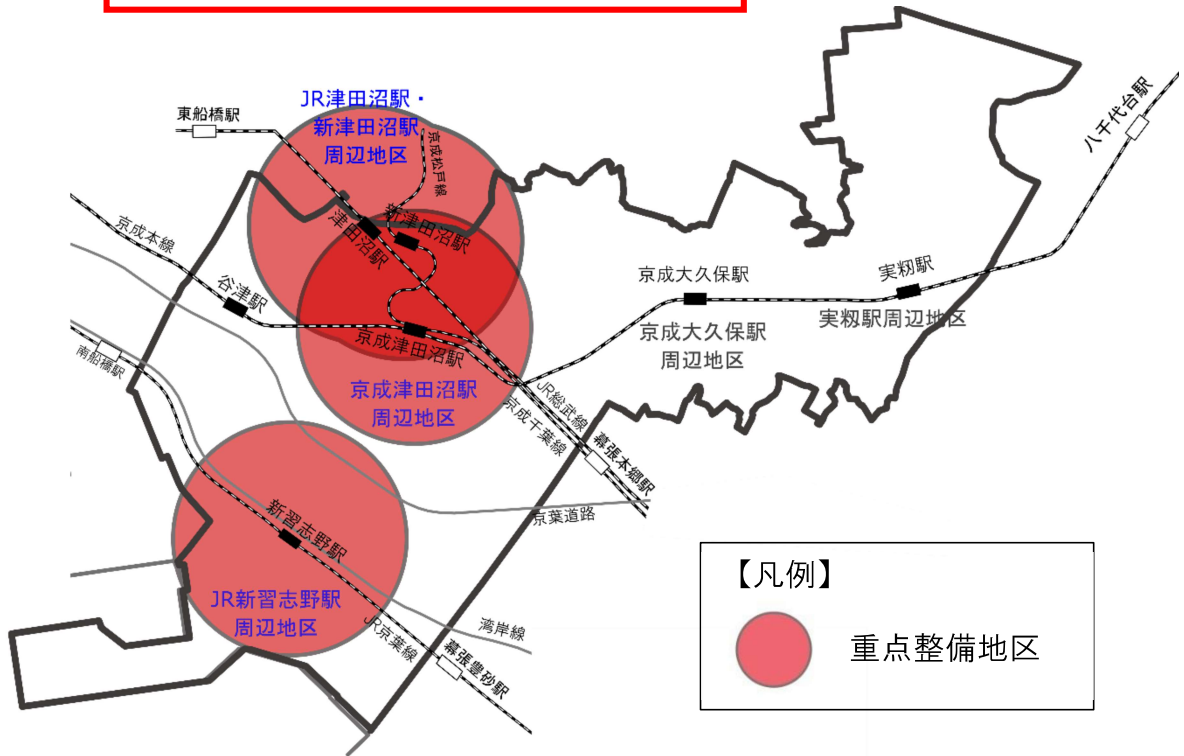 JR津田沼駅・
新津田沼駅
周辺地区
東船橋駅
京成松戸線
八千代台駅
京成本線
津田沼駅
新津田沼駅
谷津駅
京成大久保駅
実籾駅
京成大久保駅
周辺地区
実籾駅周辺地区
南船橋駅
京成津田沼駅
京成津田沼駅
周辺地区
JR総武線
京成千葉線
幕張本郷駅
京葉道路
新習志野駅
JR新習志野駅
周辺地区
JR京葉線
湾岸線
幕張豊砂駅
【凡例】
重点整備地区